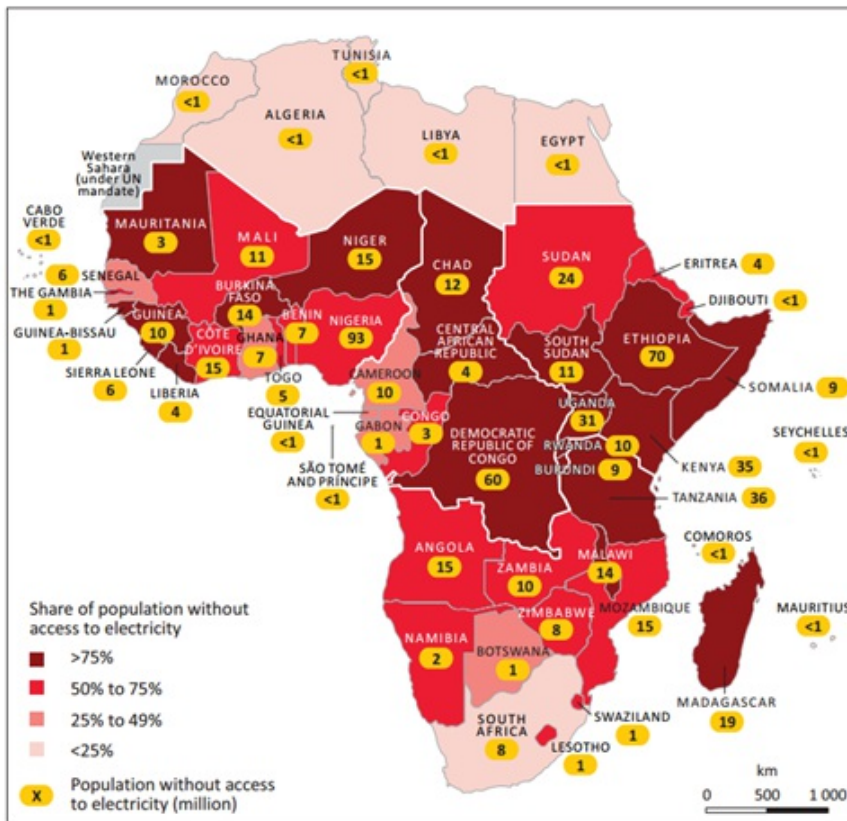 TUNISIA
<1
MOROCCO
<1
ALGERIA
<1
LIBYA
<1
EGYPT
<1
Western
Sahara
(under UN
mandate)
CABO
VERDE
<1
MAURITANIA
3
MALI
11
NIGER
15
CHAD
12
SUDAN
24
ERITREA 4
DJIBOUTI <1
6 SENEGAL
THE GAMBIA
1
GUINEA-BISSAU
1
GUINEA
10
SIERRA LEONE
6
LIBERIA
4
BURKINA
FASO
14
CÔTE
D'IVOIRE
15
GHANA
7
TOGO
5
BENIN
7
NIGERIA
93
CAMEROON
10
CENTRAL
AFRICAN
REPUBLIC
4
SOUTH
SUDAN
11
ETHIOPIA
70
SOMALIA 9
EQUATORIAL
GUINEA
<1
SÃO TOMÉ
AND PRÍNCIPE
<1
GABON
1
CONGO
3
DEMOCRATIC
REPUBLIC OF
CONGO
60
UGANDA
31
RWANDA 10
BURUNDI 9
KENYA 35
TANZANIA 36
SEYCHELLES
<1
COMOROS
<1
ANGOLA
15
ZAMBIA
10
MALAWI
14
MOZAMBIQUE
15
ZIMBABWE
8
MAURITIUS
<1
MADAGASCAR
19
NAMIBIA
2
BOTSWANA
1
SOUTH
AFRICA
8
SWAZILAND
1
LESOTHO
1
Share of population without
access to electricity
>75%
50% to 75%
25% to 49%
<25%
X Population without access
to electricity (million)
km
0 500 1 000